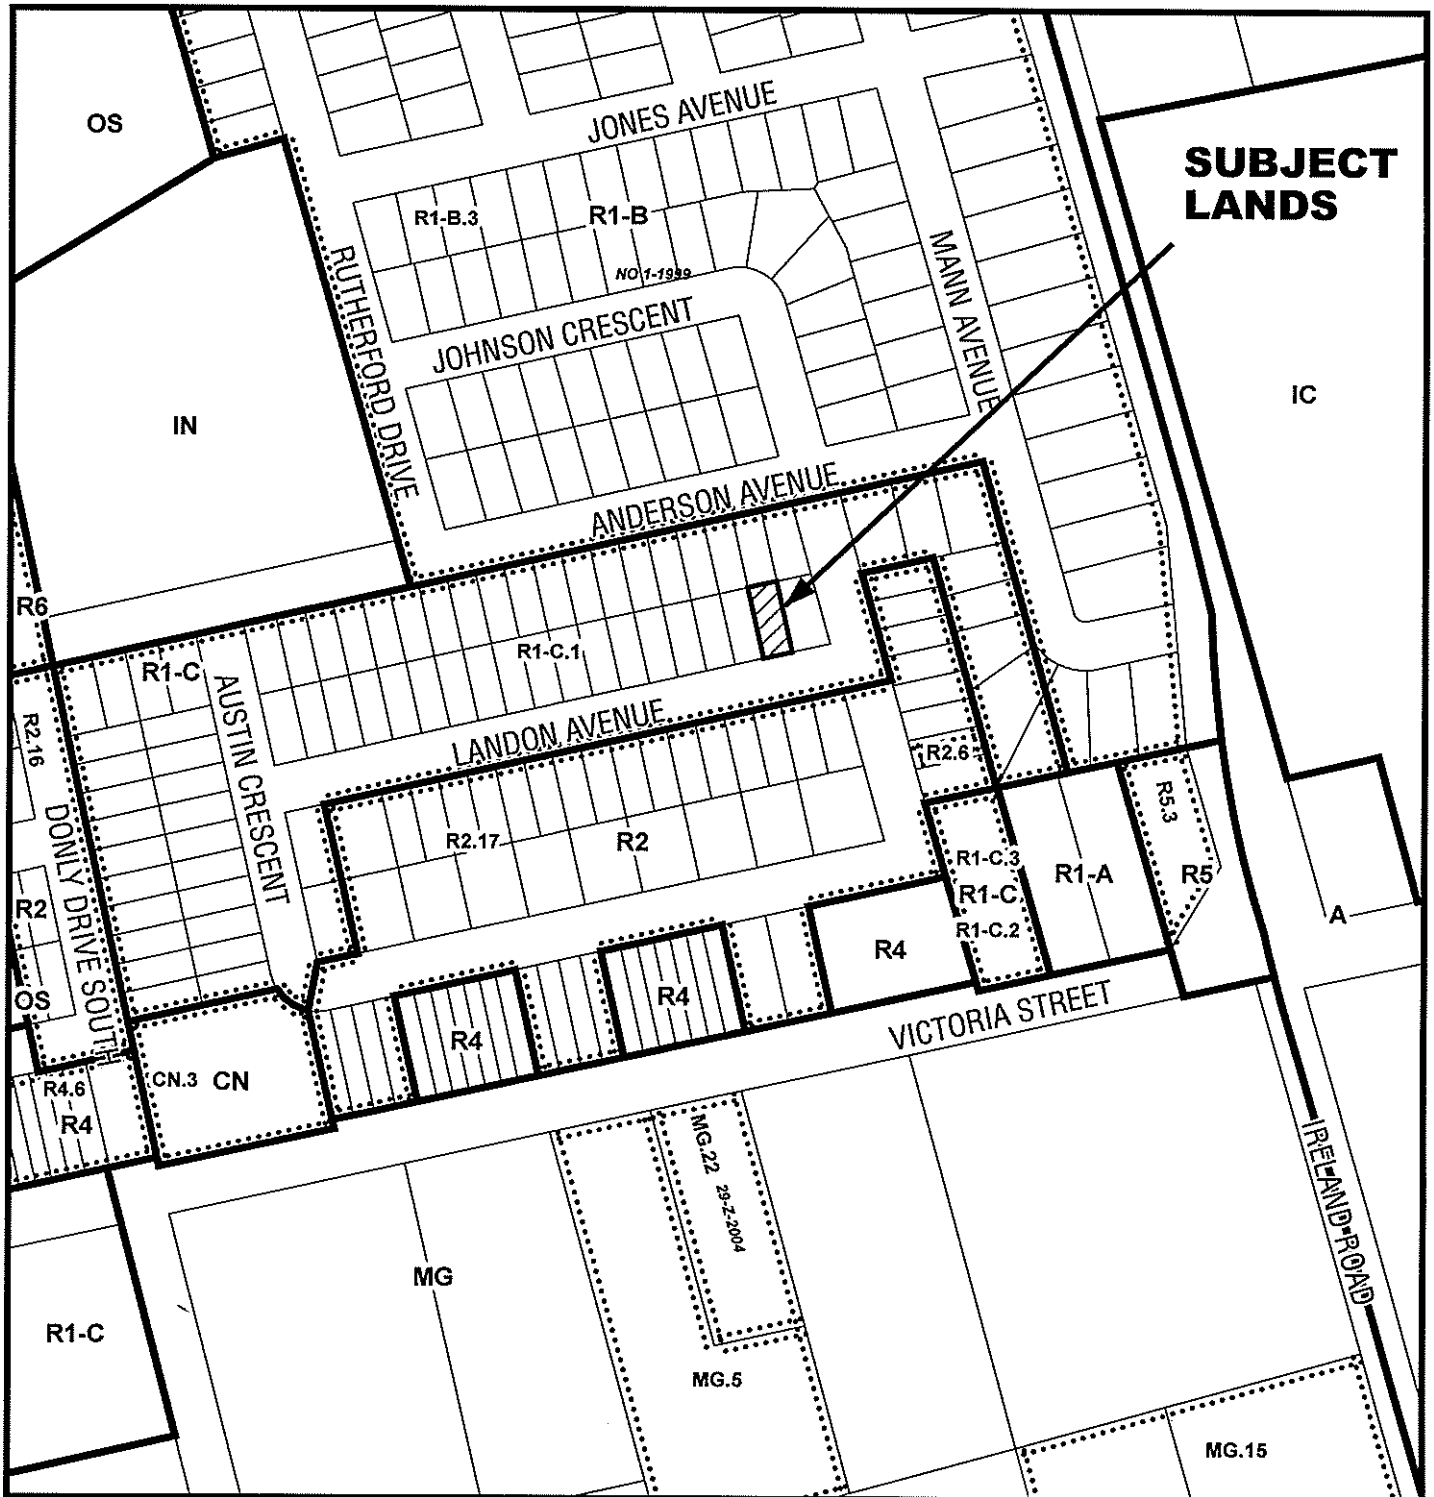 OS
JONES AVENUE
SUBJECT
LANDS
R1-B.3
R1-B
MANN AVENUE
RUTHERFORD DRIVE
NO 1-1999
JOHNSON CRESCENT
IC
IN
ANDERSON AVENUE
R6
R1-C.1
R1-C
AUSTIN CRESCENT
LANDON AVENUE
R2.16
R2.6
R5.3
DONLY DRIVE SOUTH
R2.17
R2
R1-C.3
R1-A
R5
R1-C
R2
A
R1-C.2
R4
OS
R4
R4
VICTORIA STREET
CN.3
CN
R4.6
R4
MG.22
29-Z-2004
IRELAND ROAD
MG
R1-C
MG.5
MG.15